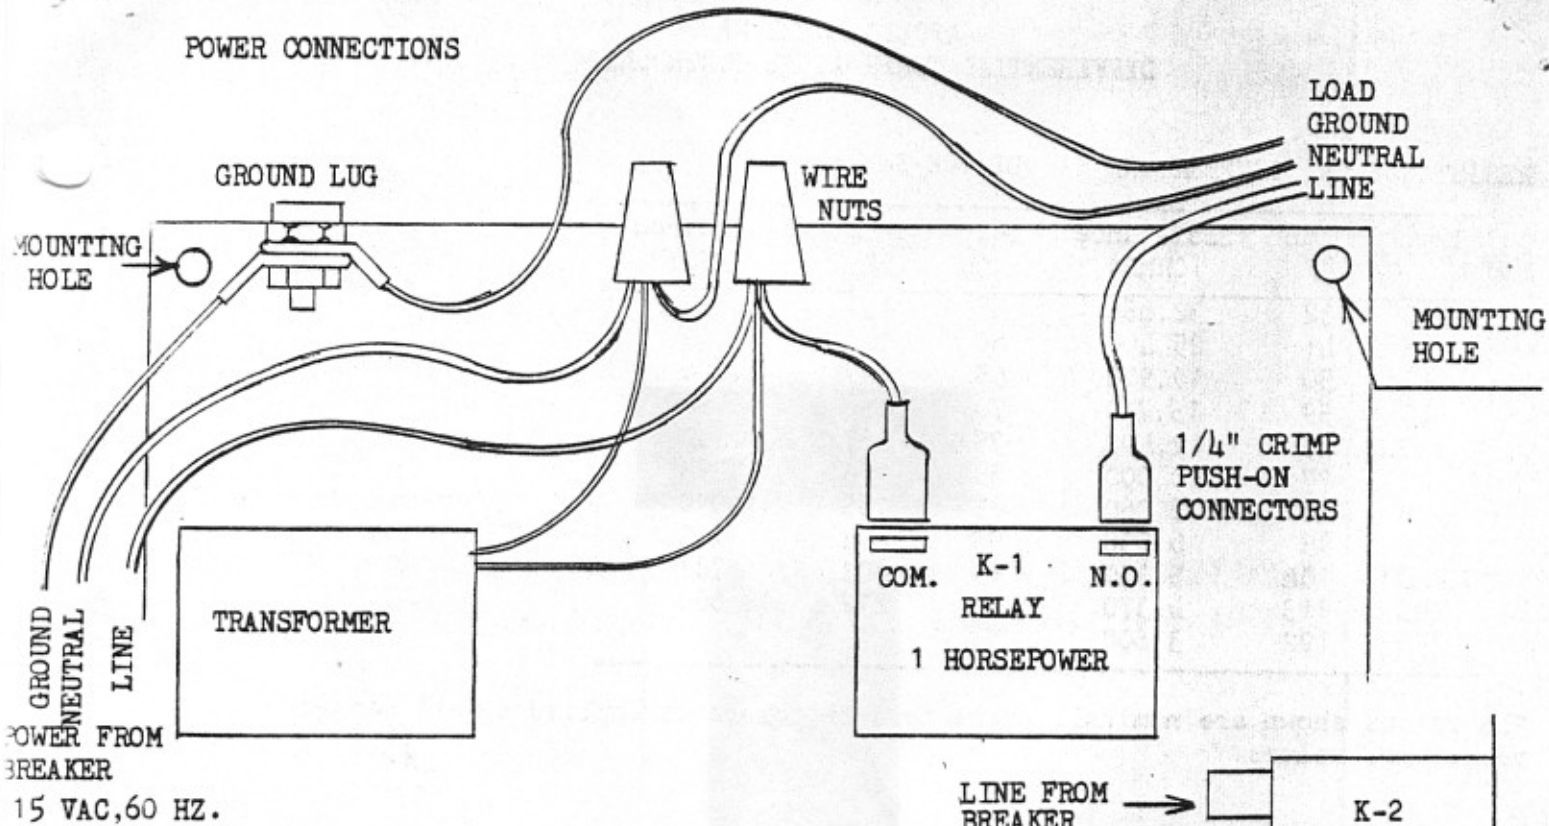 POWER CONNECTIONS
LOAD
GROUND
NEUTRAL
LINE
GROUND LUG
WIRE
NUTS
MOUNTING
HOLE
MOUNTING
HOLE
1/4" CRIMP
PUSH-ON
CONNECTORS
COM.
K-1
N.O.
RELAY
1 HORSEPOWER
TRANSFORMER
GROUND
NEUTRAL
LINE
POWER FROM
BREAKER
15 VAC,60 HZ.
LINE FROM
BREAKER
K-2
shown are